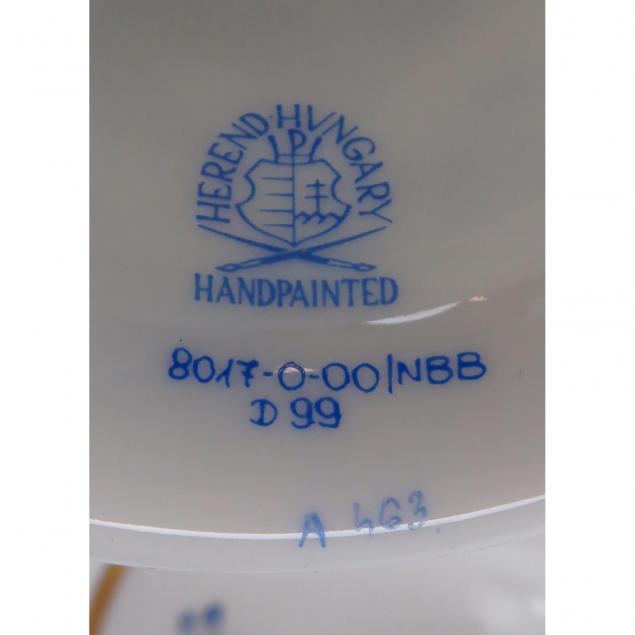 HEREND·HUNGARY
P
HANDPAINTED
8017-0-00/NBB
D 99
A 463